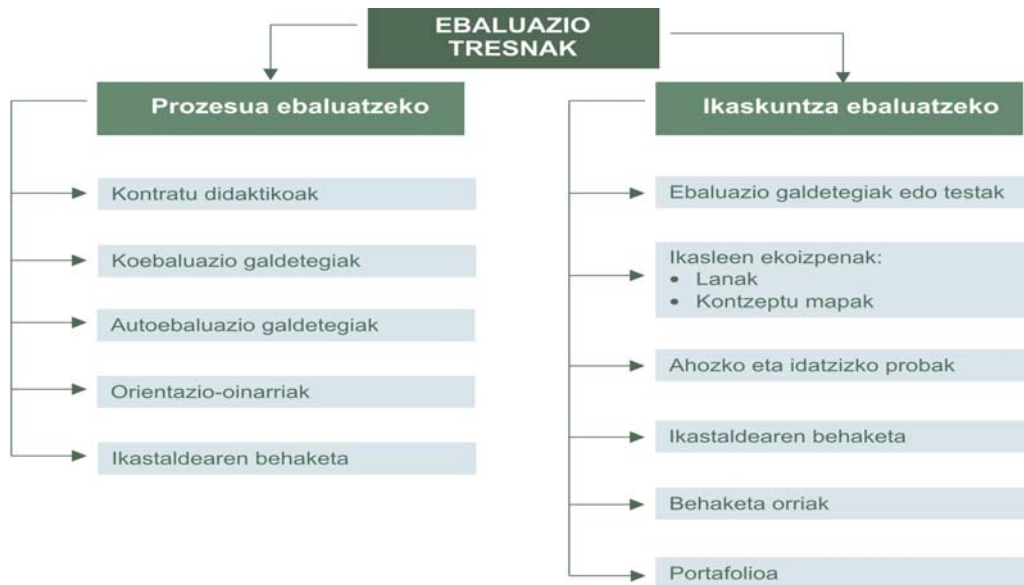 EBALUAZIO
TRESNAK
Prozesua ebaluatzeko
Kontratu didaktikoak
Koebaluazio galdetegiak
Autoebaluazio galdetegiak
Orientazio-oinarriak
Ikastaldearen behaketa
Ikaskuntza ebaluatzeko
Ebaluazio galdetegiak edo testak
Ikasleen ekoizpenak:
• Lanak
• Kontzeptu mapak
Ahozko eta idatzizko probak
Ikastaldearen behaketa
Behaketa orriak
Portafolioa